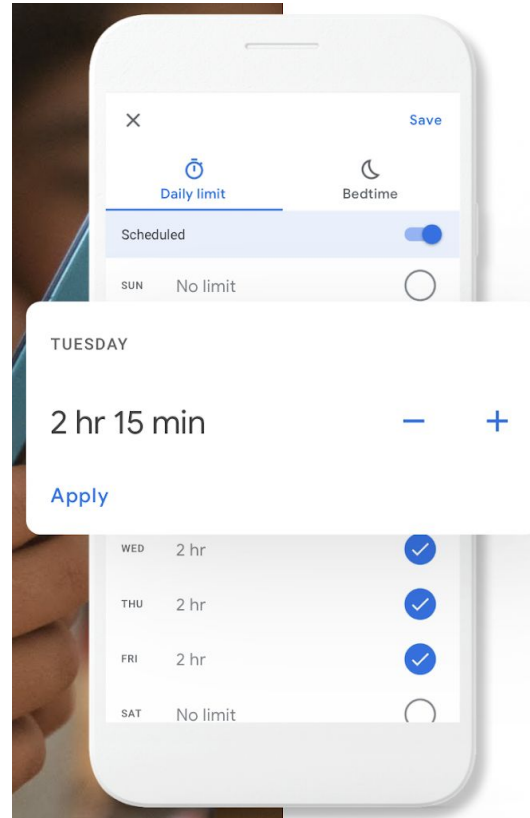 Save
Daily limit
Bedtime
Scheduled
SUN No limit
TUESDAY
2 hr 15 min
Apply
WED 2 hr
THU 2 hr
FRI 2 hr
SAT No limit